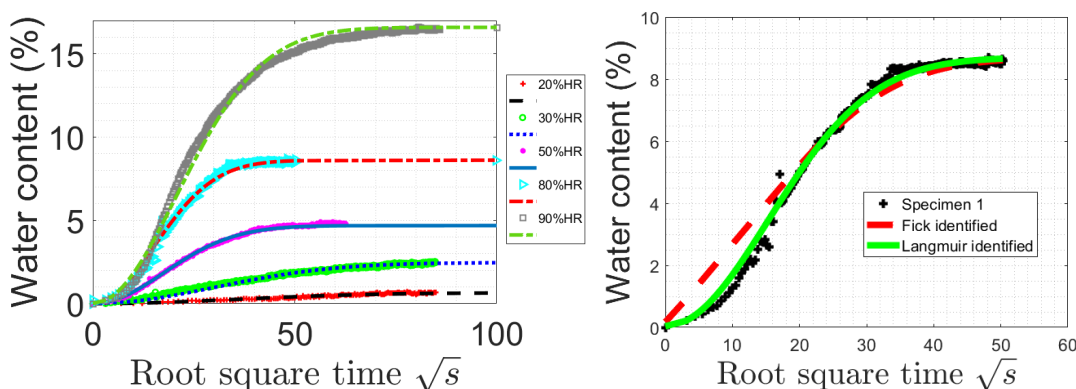 Water content (%)
15
10
5
0
0
50
100
Root square time √s
20%HR
30%HR
50%HR
80%HR
90%HR
Water content (%)
10
8
6
4
2
0
0
10
20
30
40
50
60
Root square time √s
Specimen 1
Fick identified
Langmuir identified